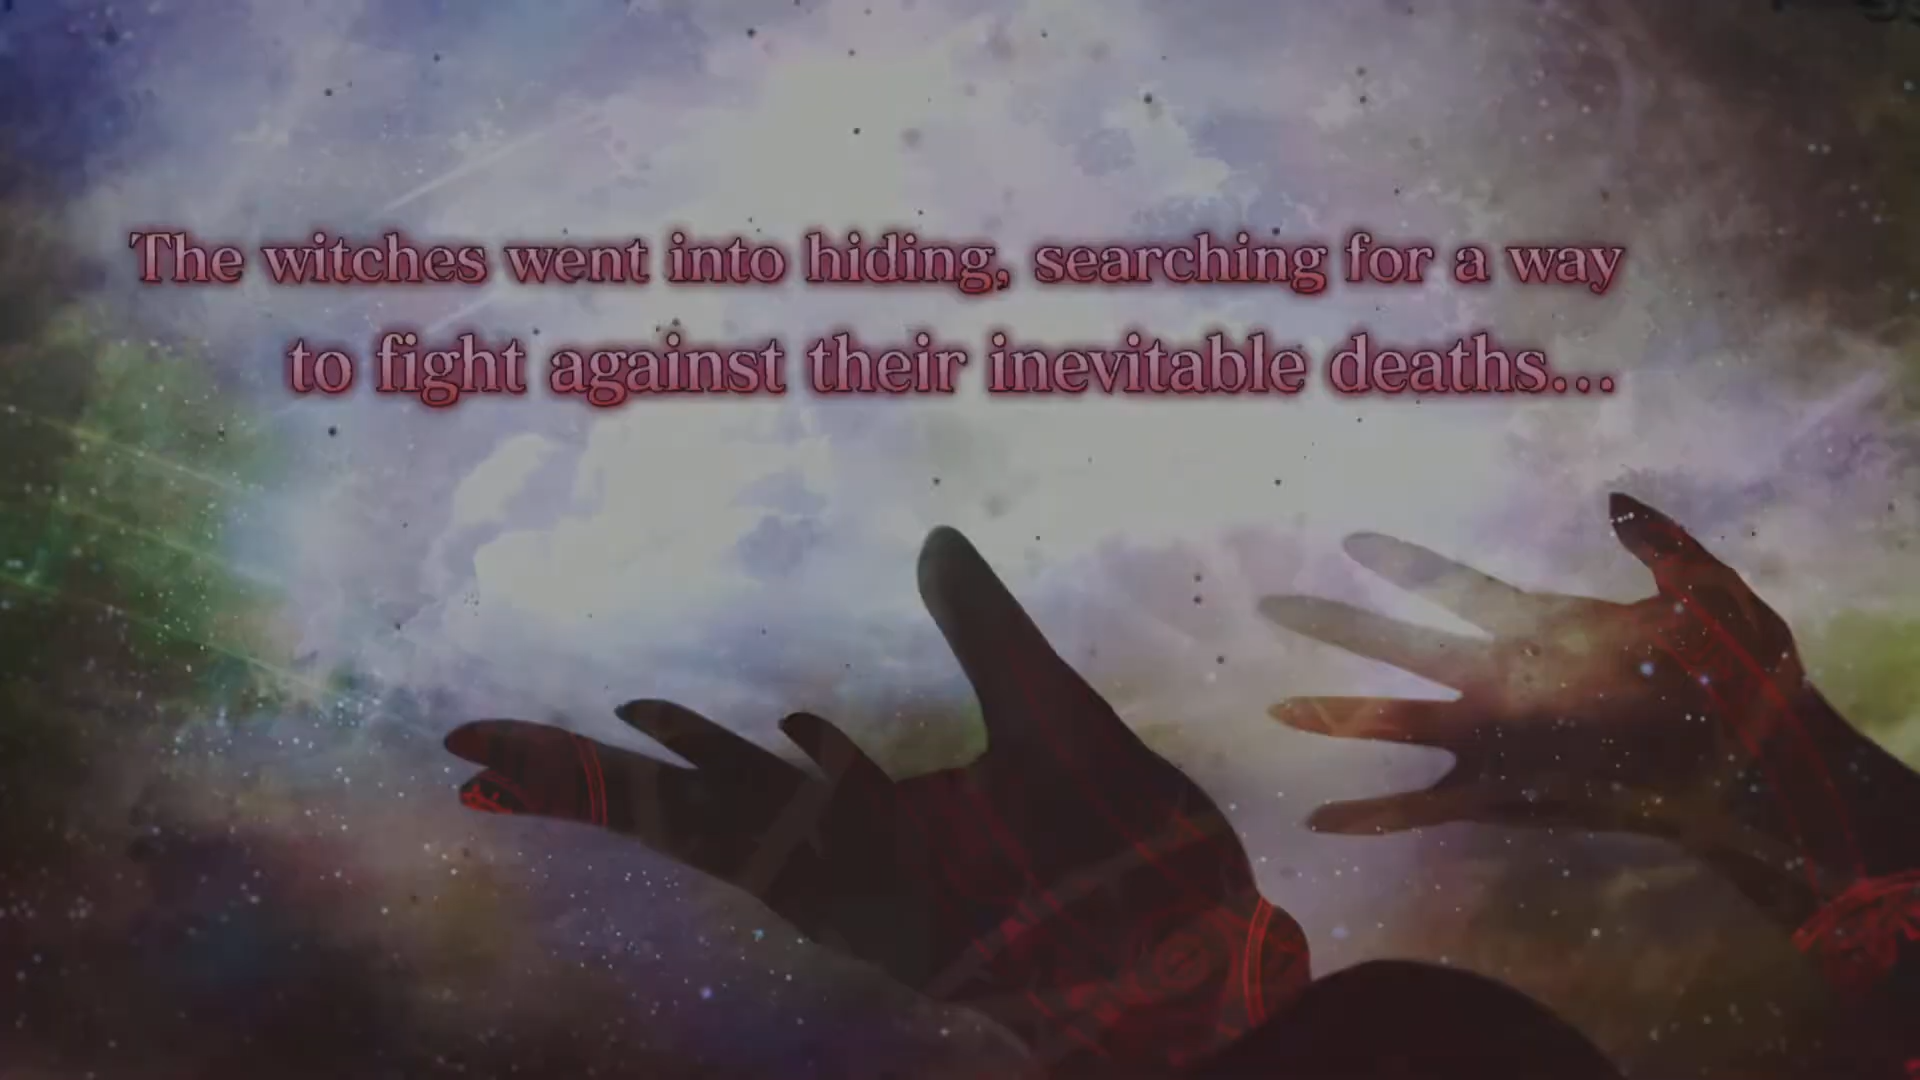 The witches went into hiding, searching for a way
to fight against their inevitable deaths...